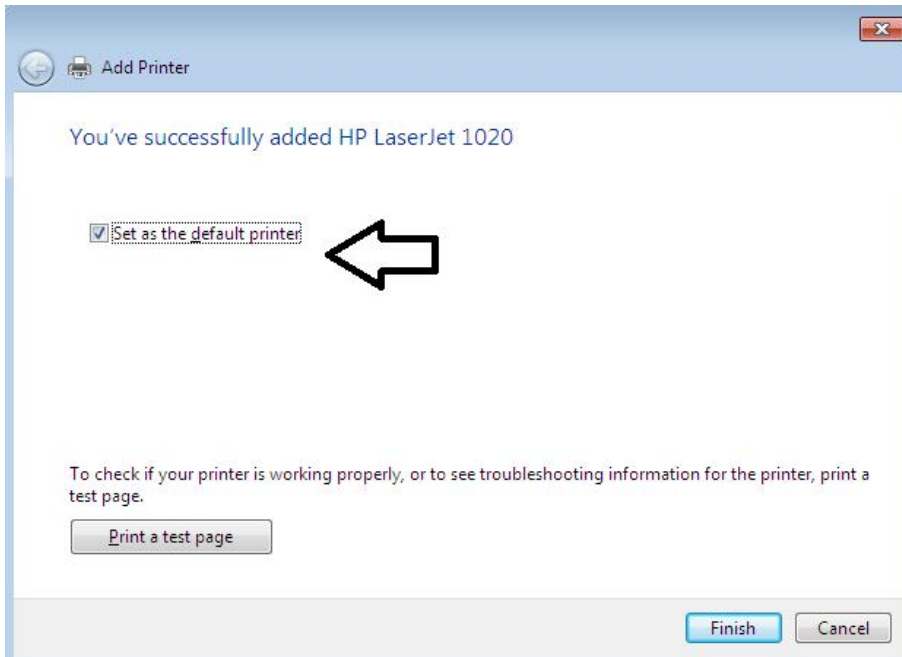 Add Printer
You've successfully added HP LaserJet 1020
Set as the default printer
To check if your printer is working properly, or to see troubleshooting information for the printer, print a
test page.
Print a test page
Finish Cancel